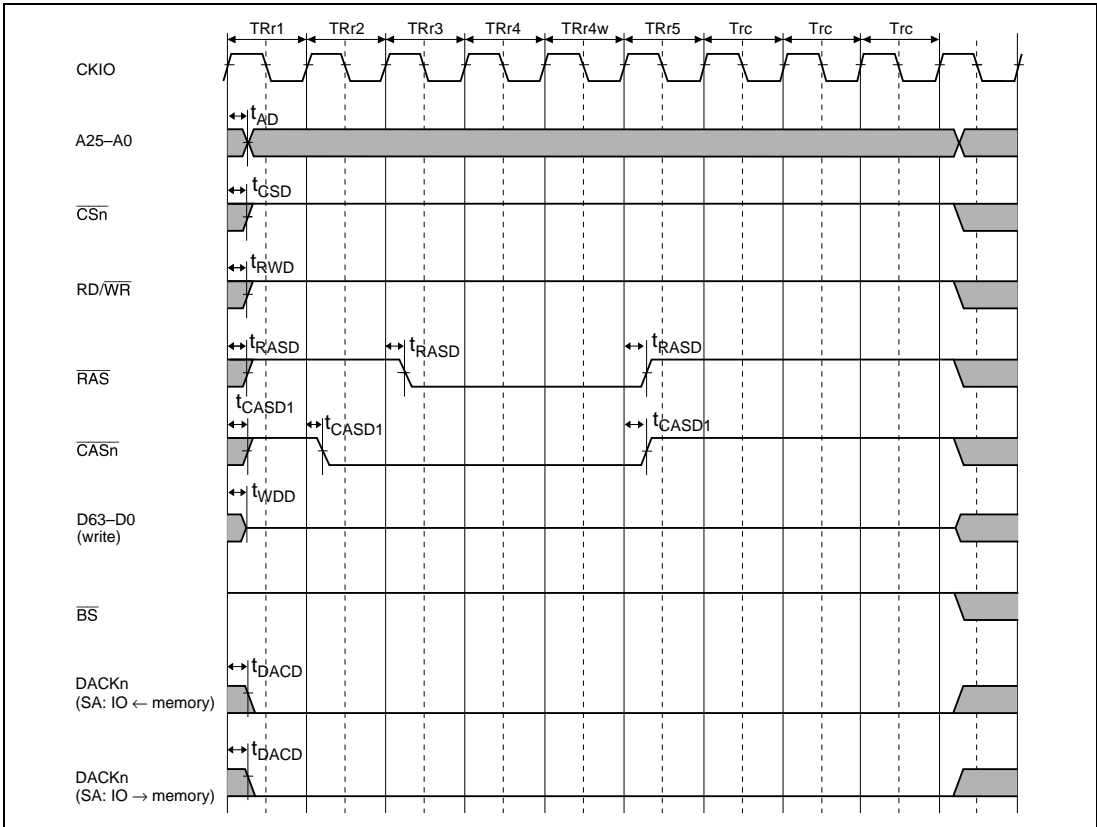 TRr1 TRr2 TRr3 TRr4 TRr4w TRr5 Trc Trc Trc
CKIO
tAD
A25–A0
tCSD
CSn
tRWD
RD/WR
tRASD tRASD tRASD
RAS
tCASD1 tCASD1 tCASD1
CASn
tWDD
D63–D0
(write)
BS
tDACD
DACKn
(SA: IO ← memory)
tDACD
DACKn
(SA: IO → memory)